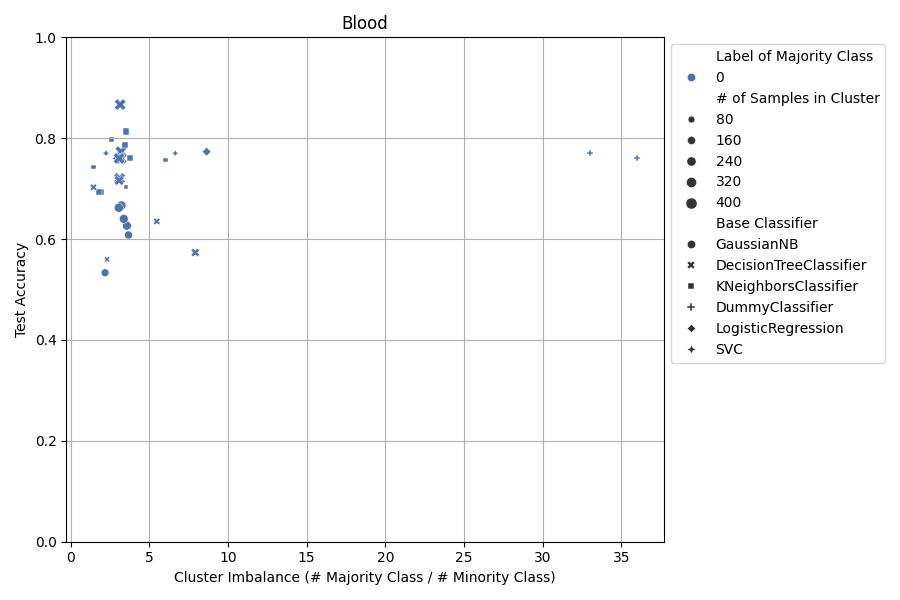 Blood
Test Accuracy
1.0
0.8
0.6
0.4
0.2
0.0
0
5
10
15
20
25
30
35
Cluster Imbalance (# Majority Class / # Minority Class)
Label of Majority Class
0
# of Samples in Cluster
80
160
240
320
400
Base Classifier
GaussianNB
DecisionTreeClassifier
KNeighborsClassifier
DummyClassifier
LogisticRegression
SVC